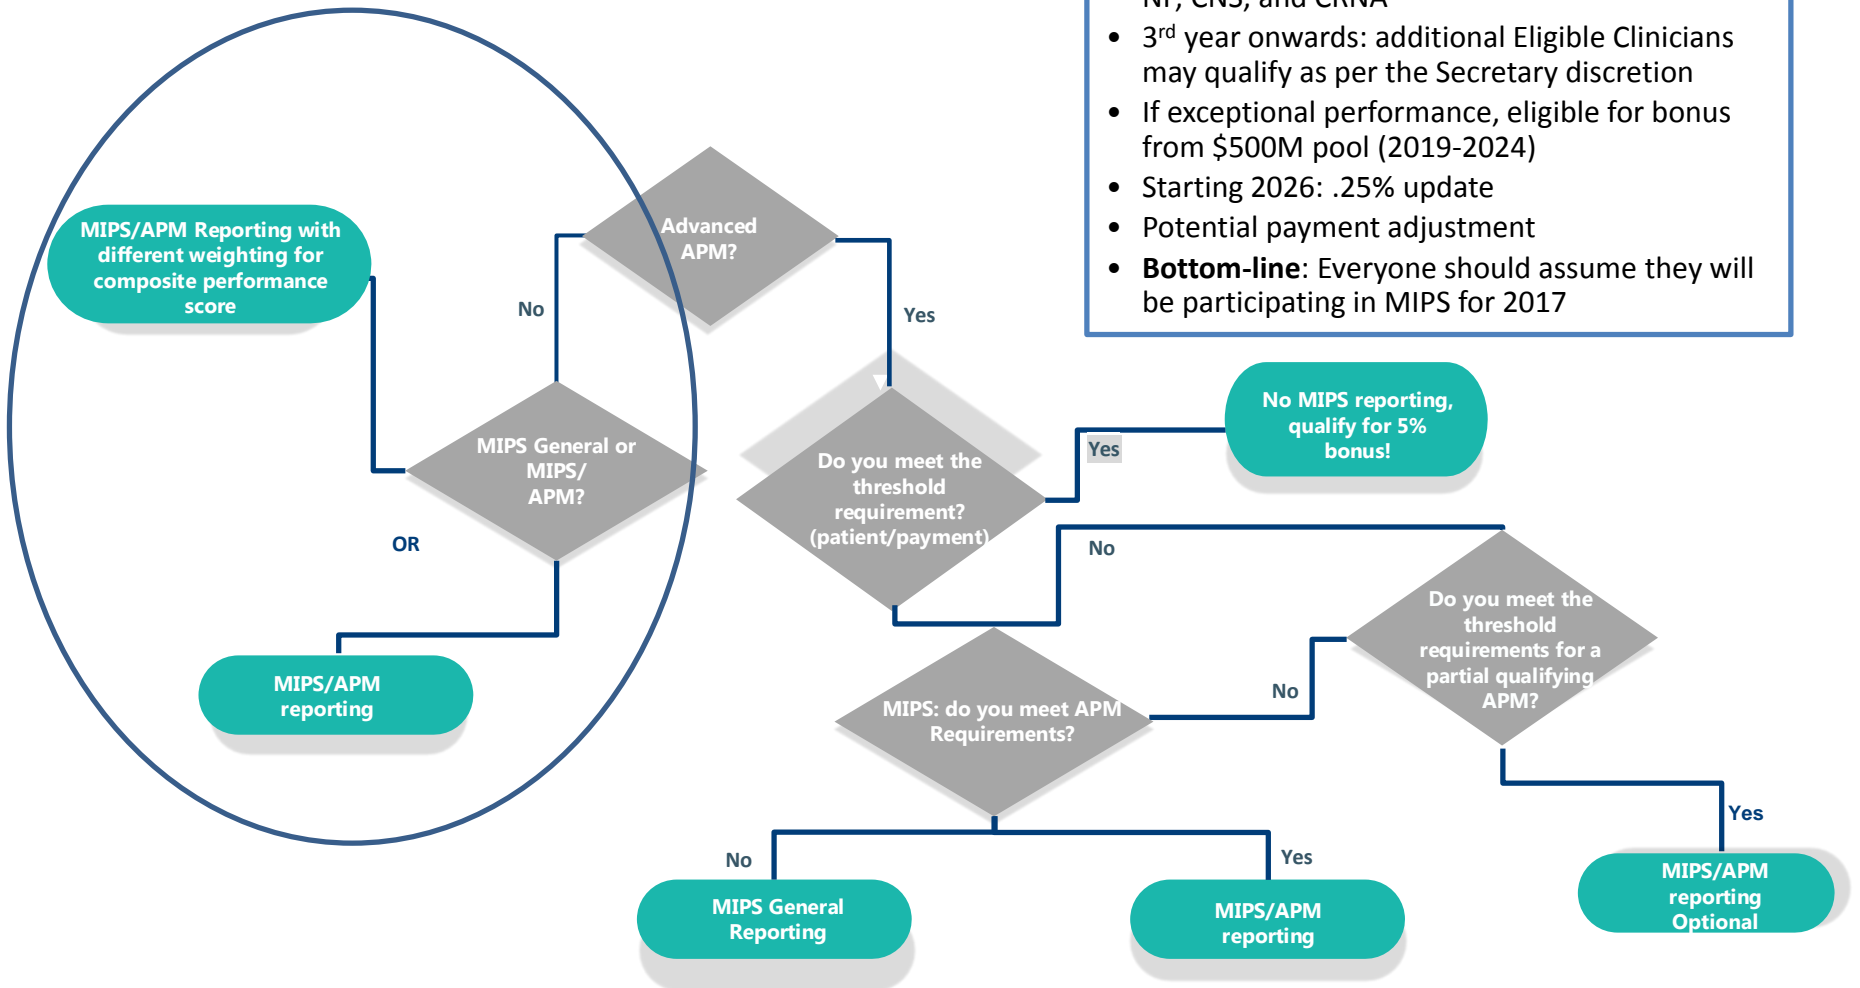 NP, CNS, and CRNA
• 3rd year onwards: additional Eligible Clinicians
may qualify as per the Secretary discretion
• If exceptional performance, eligible for bonus
from $500M pool (2019-2024)
• Starting 2026: .25% update
• Potential payment adjustment
• Bottom-line: Everyone should assume they will
be participating in MIPS for 2017
Advanced
APM?
MIPS/APM Reporting with
different weighting for
composite performance
score
No
Yes
No MIPS reporting,
qualify for 5%
bonus!
MIPS General or
MIPS/
APM?
Do you meet the
threshold
requirement?
(patient/payment)
Yes
OR
No
Do you meet the
threshold
requirements for a
partial qualifying
APM?
MIPS/APM
reporting
No
MIPS: do you meet APM
Requirements?
Yes
No
Yes
MIPS General
Reporting
MIPS/APM
reporting
MIPS/APM
reporting
Optional